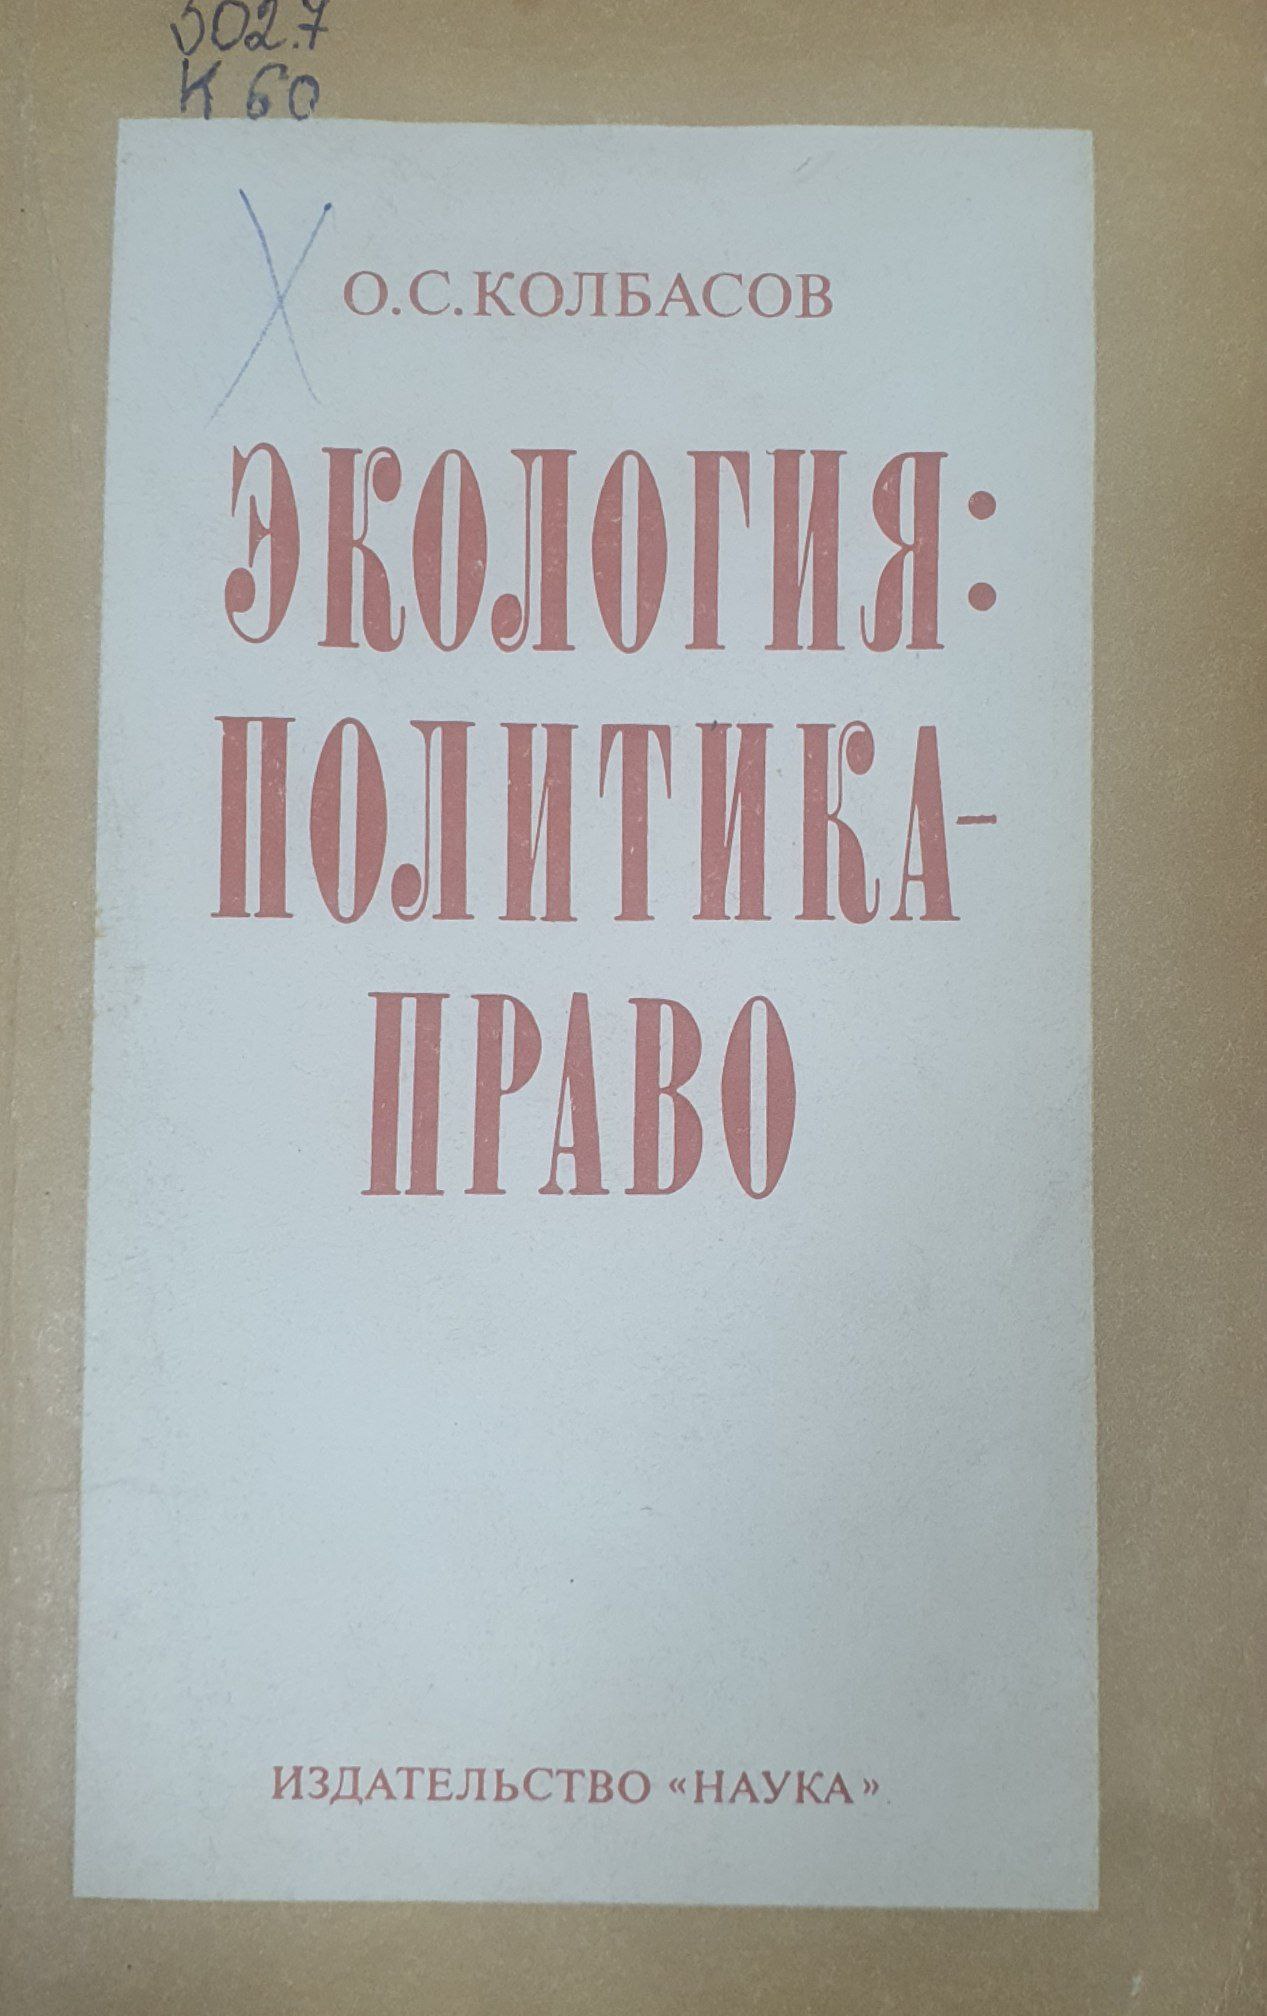 502.7
К 60
О.С.КОЛБАСОВ
ЭКОЛОГИЯ:
ПОЛИТИКА-
ПРАВО
ИЗДАТЕЛЬСТВО «НАУКА»